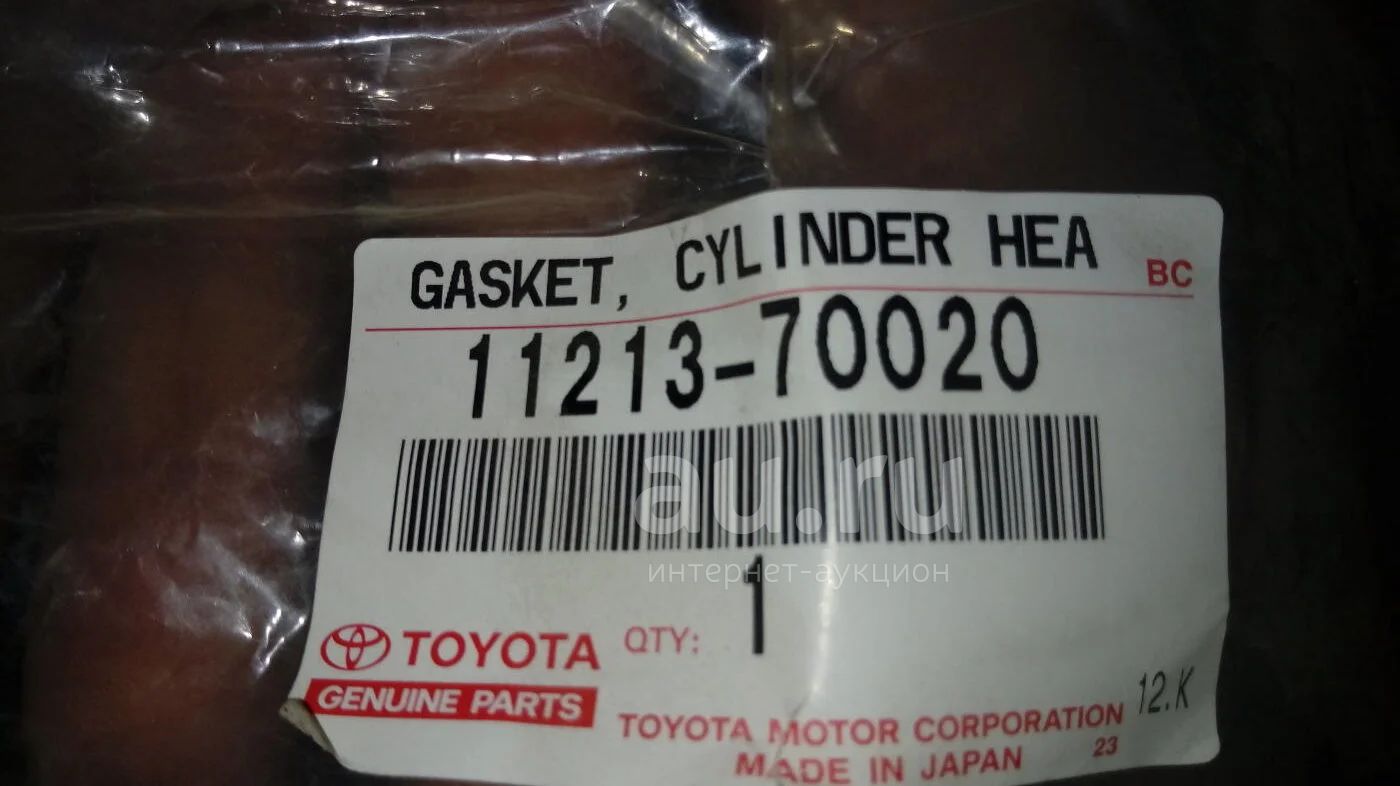 GASKET, CYLINDER HEA
BC
11213-70020
au.ru
интернет-аукцион
1
TOYOTA QTY:
GENUINE PARTS
12.K
TOYOTA MOTOR CORPORATION
MADE IN JAPAN 23